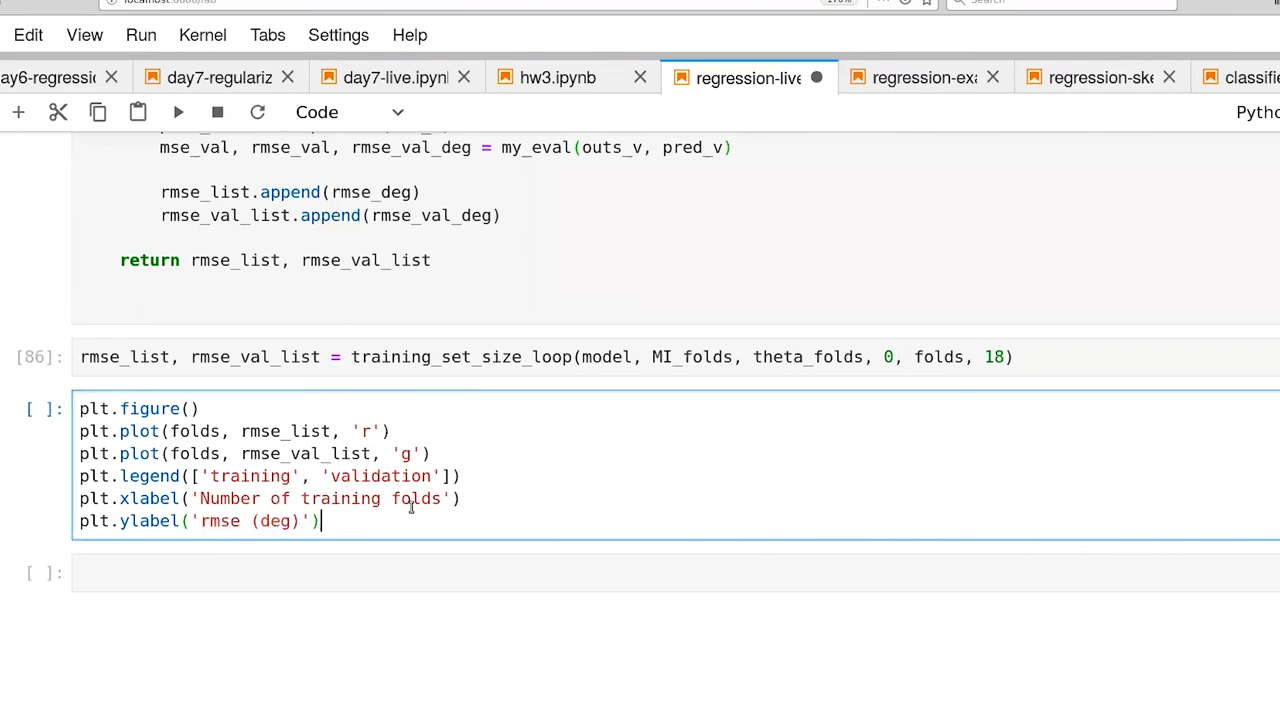 Edit View Run Kernel Tabs Settings Help
ay6-regressio day7-regulariz day7-live.ipynl hw3.ipynb regression-live regression-exa regression-ske classifie
Code Pytho
mse_val, rmse_val, rmse_val_deg = my_eval(outs_v, pred_v)
rmse_list.append(rmse_deg)
rmse_val_list.append(rmse_val_deg)
return rmse_list, rmse_val_list
[86]: rmse_list, rmse_val_list = training_set_size_loop(model, MI_folds, theta_folds, 0, folds, 18)
[ ]: plt.figure()
plt.plot(folds, rmse_list, 'r')
plt.plot(folds, rmse_val_list, 'g')
plt.legend(['training', 'validation'])
plt.xlabel('Number of training folds')
plt.ylabel('rmse (deg)')
[ ]: